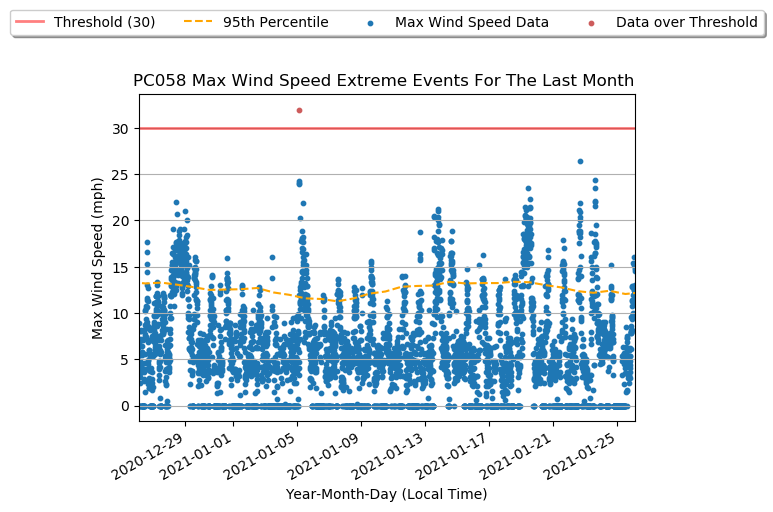 Threshold (30) 95th Percentile Max Wind Speed Data Data over Threshold
PC058 Max Wind Speed Extreme Events For The Last Month
Max Wind Speed (mph)
30
25
20
15
10
5
0
2020-12-29 2021-01-01 2021-01-05 2021-01-09 2021-01-13 2021-01-17 2021-01-21 2021-01-25
Year-Month-Day (Local Time)